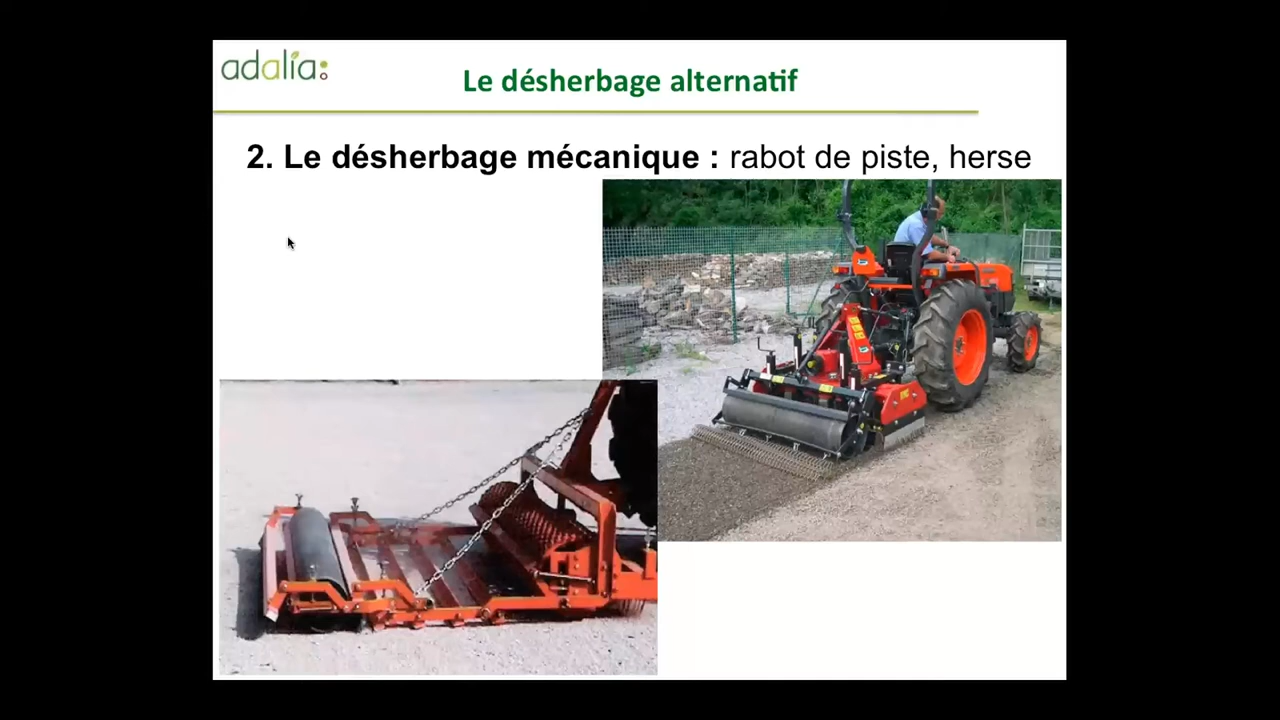 adalia
Le désherbage alternatif
2. Le désherbage mécanique : rabot de piste, herse